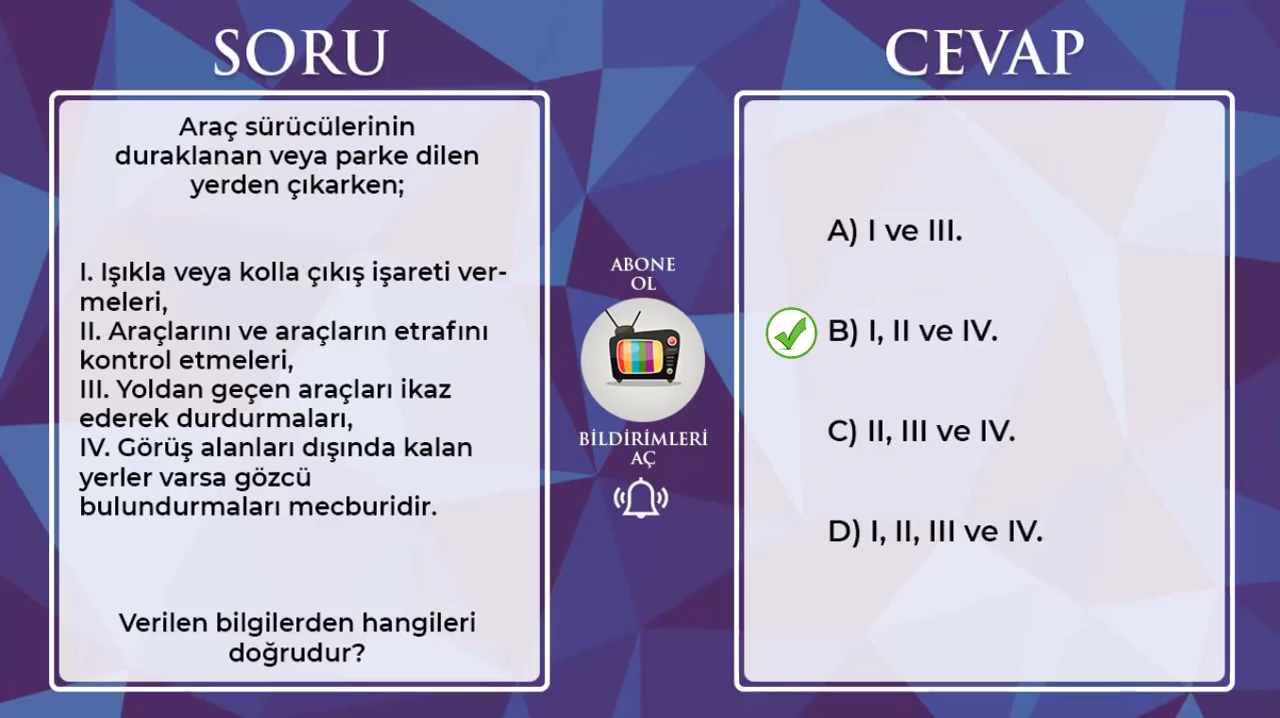 SORU
Araç sürücülerinin
duraklanan veya parke dilen
yerden çıkarken;
I. Işıkla veya kolla çıkış işareti ver-
meleri,
II. Araçlarını ve araçların etrafını
kontrol etmeleri,
III. Yoldan geçen araçları ikaz
ederek durdurmaları,
IV. Görüş alanları dışında kalan
yerler varsa gözcü
bulundurmaları mecburidir.
Verilen bilgilerden hangileri
doğrudur?
ABONE
OL
BİLDİRİMLERİ
AÇ
CEVAP
A) I ve III.
B) I, II ve IV.
C) II, III ve IV.
D) I, II, III ve IV.